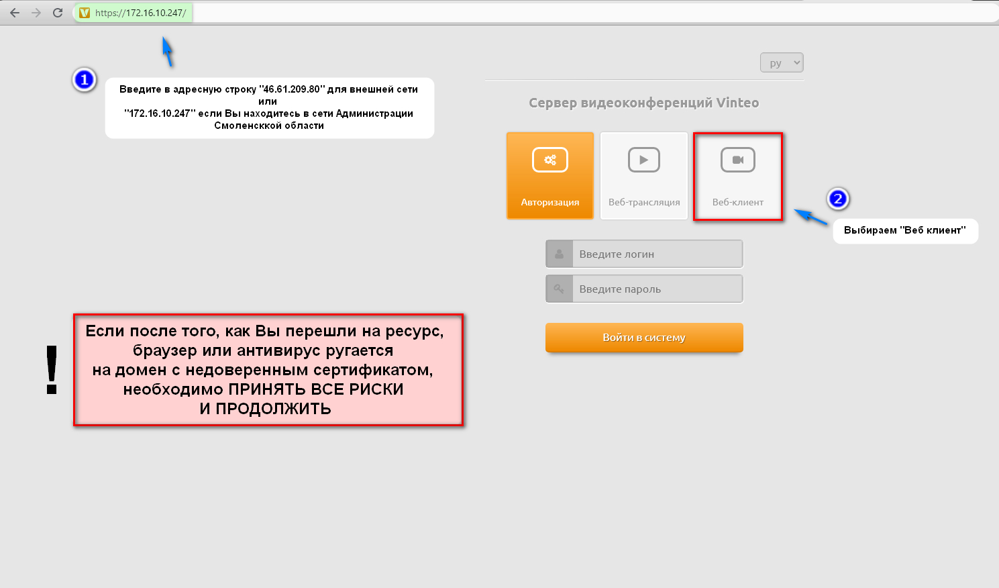 https://172.16.10.247/
1
Введите в адресную строку "46.61.209.80" для внешней сети
или
"172.16.10.247" если Вы находитесь в сети Администрации
Смоленсккой области
ру
Сервер видеоконференций Vinteo
Авторизация
Веб-трансляция
Веб-клиент
2
Выбираем "Веб клиент"
Введите логин
Введите пароль
Войти в систему
!
Если после того, как Вы перешли на ресурс,
браузер или антивирус ругается
на домен с недоверенным сертификатом,
необходимо ПРИНЯТЬ ВСЕ РИСКИ
И ПРОДОЛЖИТЬ